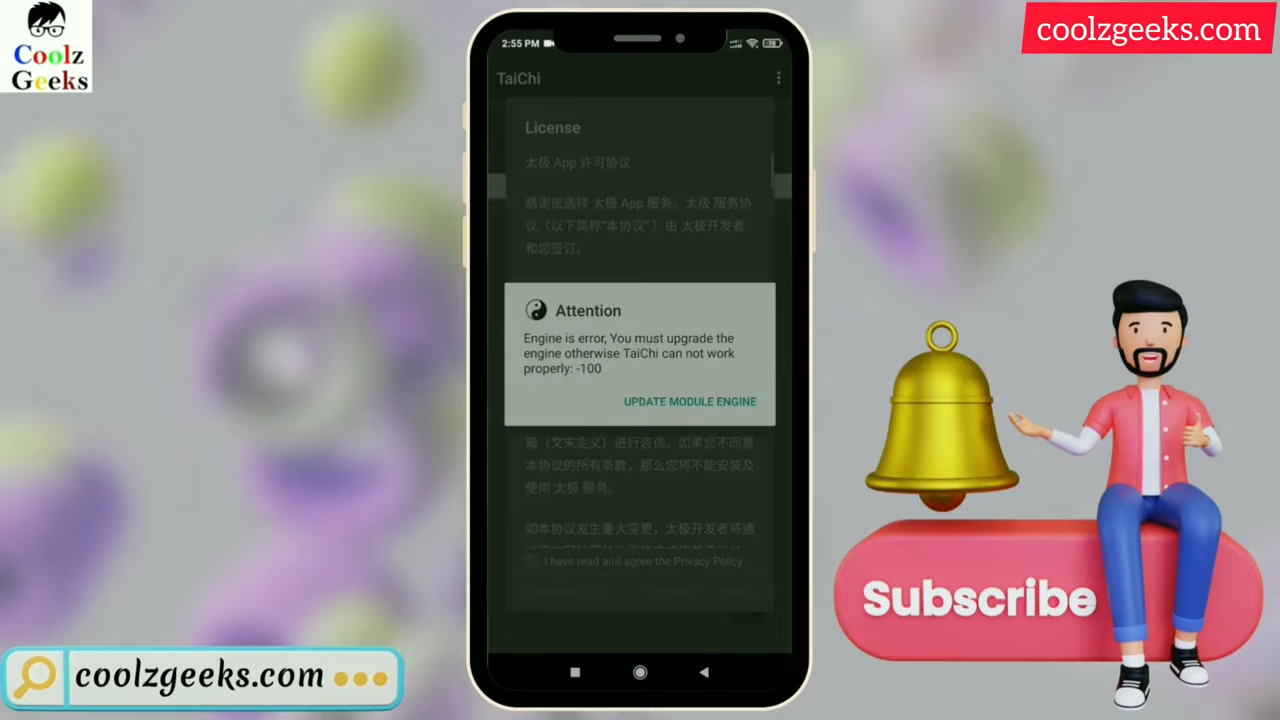 Coolz
Geeks
coolzgeeks.com
2:55 PM
TaiChi
License
太极 App 许可协议
感谢您选择 太极 App 服务。太极 服务协
议（以下简称"本协议"）由 太极开发者
和您签订。
Attention
Engine is error, You must upgrade the
engine otherwise TaiChi can not work
properly: -100
UPDATE MODULE ENGINE
箱（文末定义）进行咨询。如果您不同意
本协议的所有条款，那么您将不能安装及
使用 太极 服务。
如本协议发生重大变更，太极开发者将通
I have read and agree the Privacy Policy.
Subscribe
coolzgeeks.com